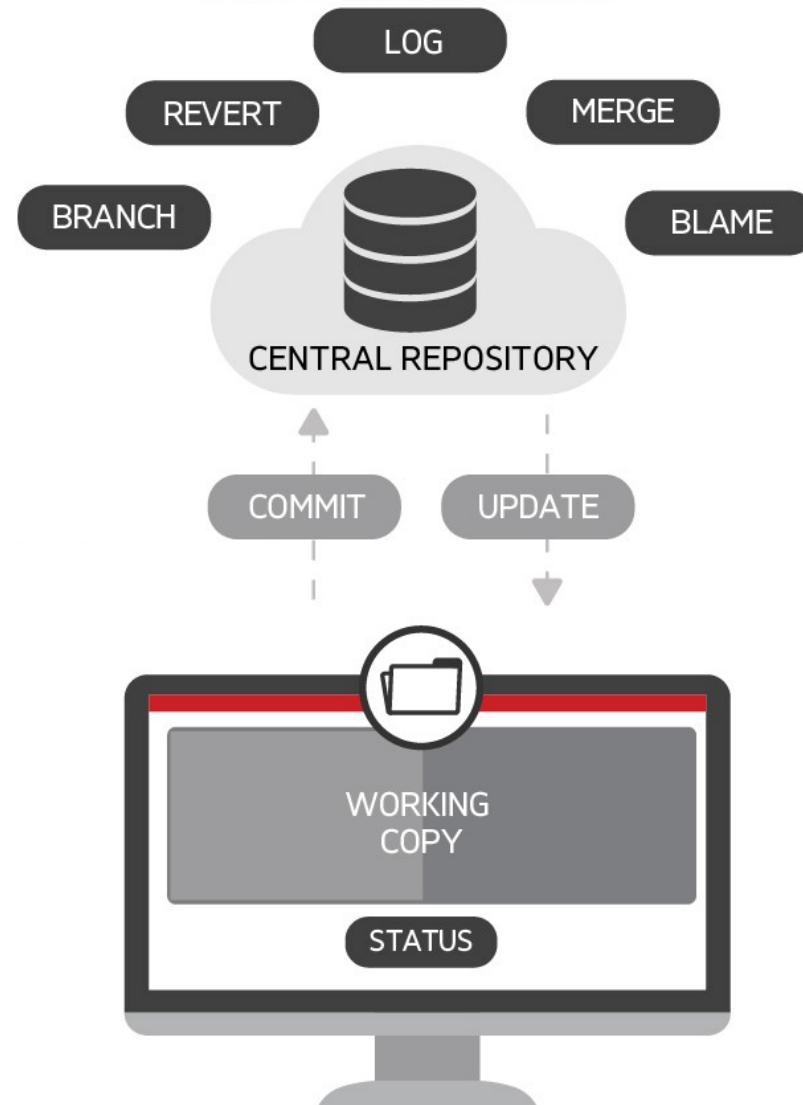 LOG
REVERT
MERGE
BRANCH
BLAME
CENTRAL REPOSITORY
COMMIT
UPDATE
WORKING
COPY
STATUS